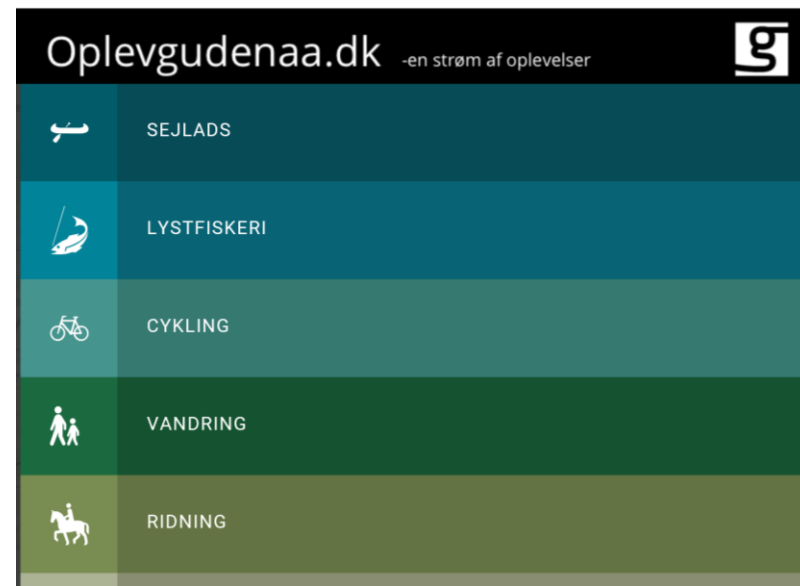 Oplevgudenaa.dk -en strøm af oplevelser g
SEJLADS
LYSTFISKERI
CYKLING
VANDRING
RIDNING